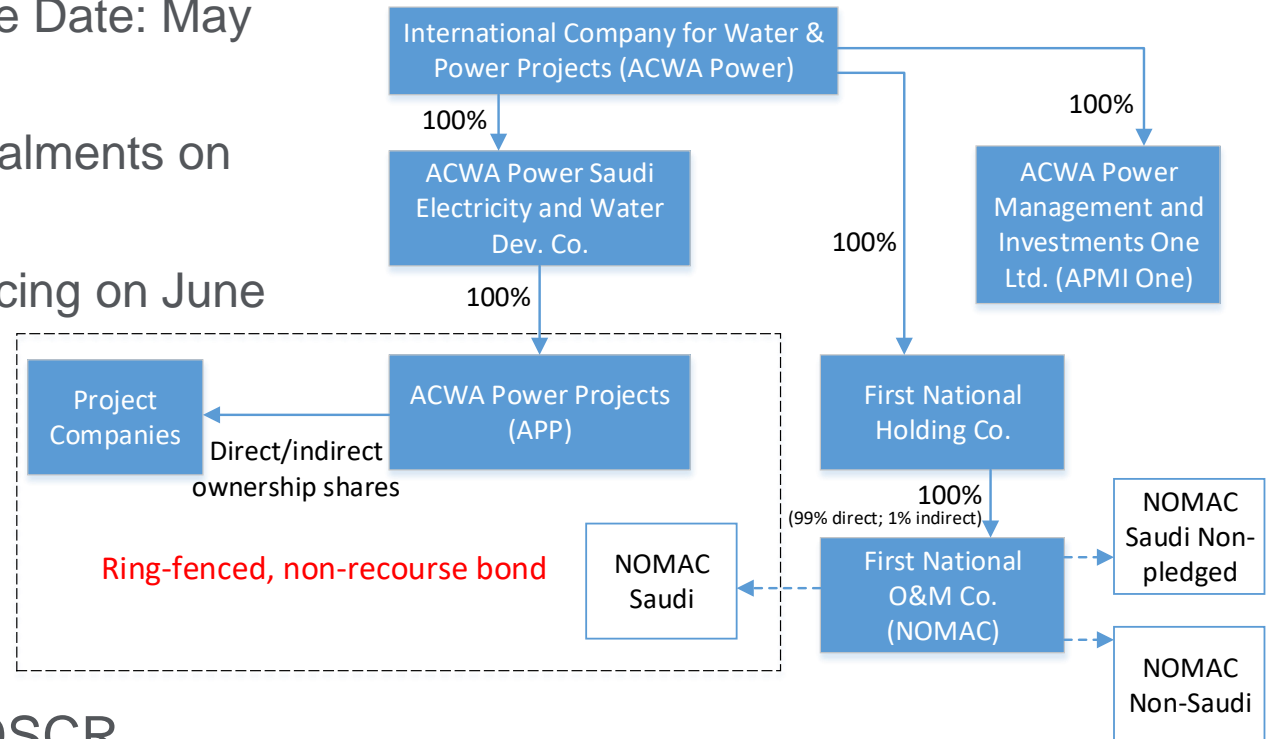 e Date: May
alments on
cing on June
DSCR
International Company for Water &
Power Projects (ACWA Power)
100%
ACWA Power Saudi
Electricity and Water
Dev. Co.
100%
ACWA Power
Management and
Investments One
Ltd. (APMI One)
100%
100%
Project
Companies
Direct/indirect
ownership shares
ACWA Power Projects
(APP)
First National
Holding Co.
100%
(99% direct; 1% indirect)
Ring-fenced, non-recourse bond
NOMAC
Saudi
First National
O&M Co.
(NOMAC)
NOMAC
Saudi Non-
pledged
NOMAC
Non-Saudi